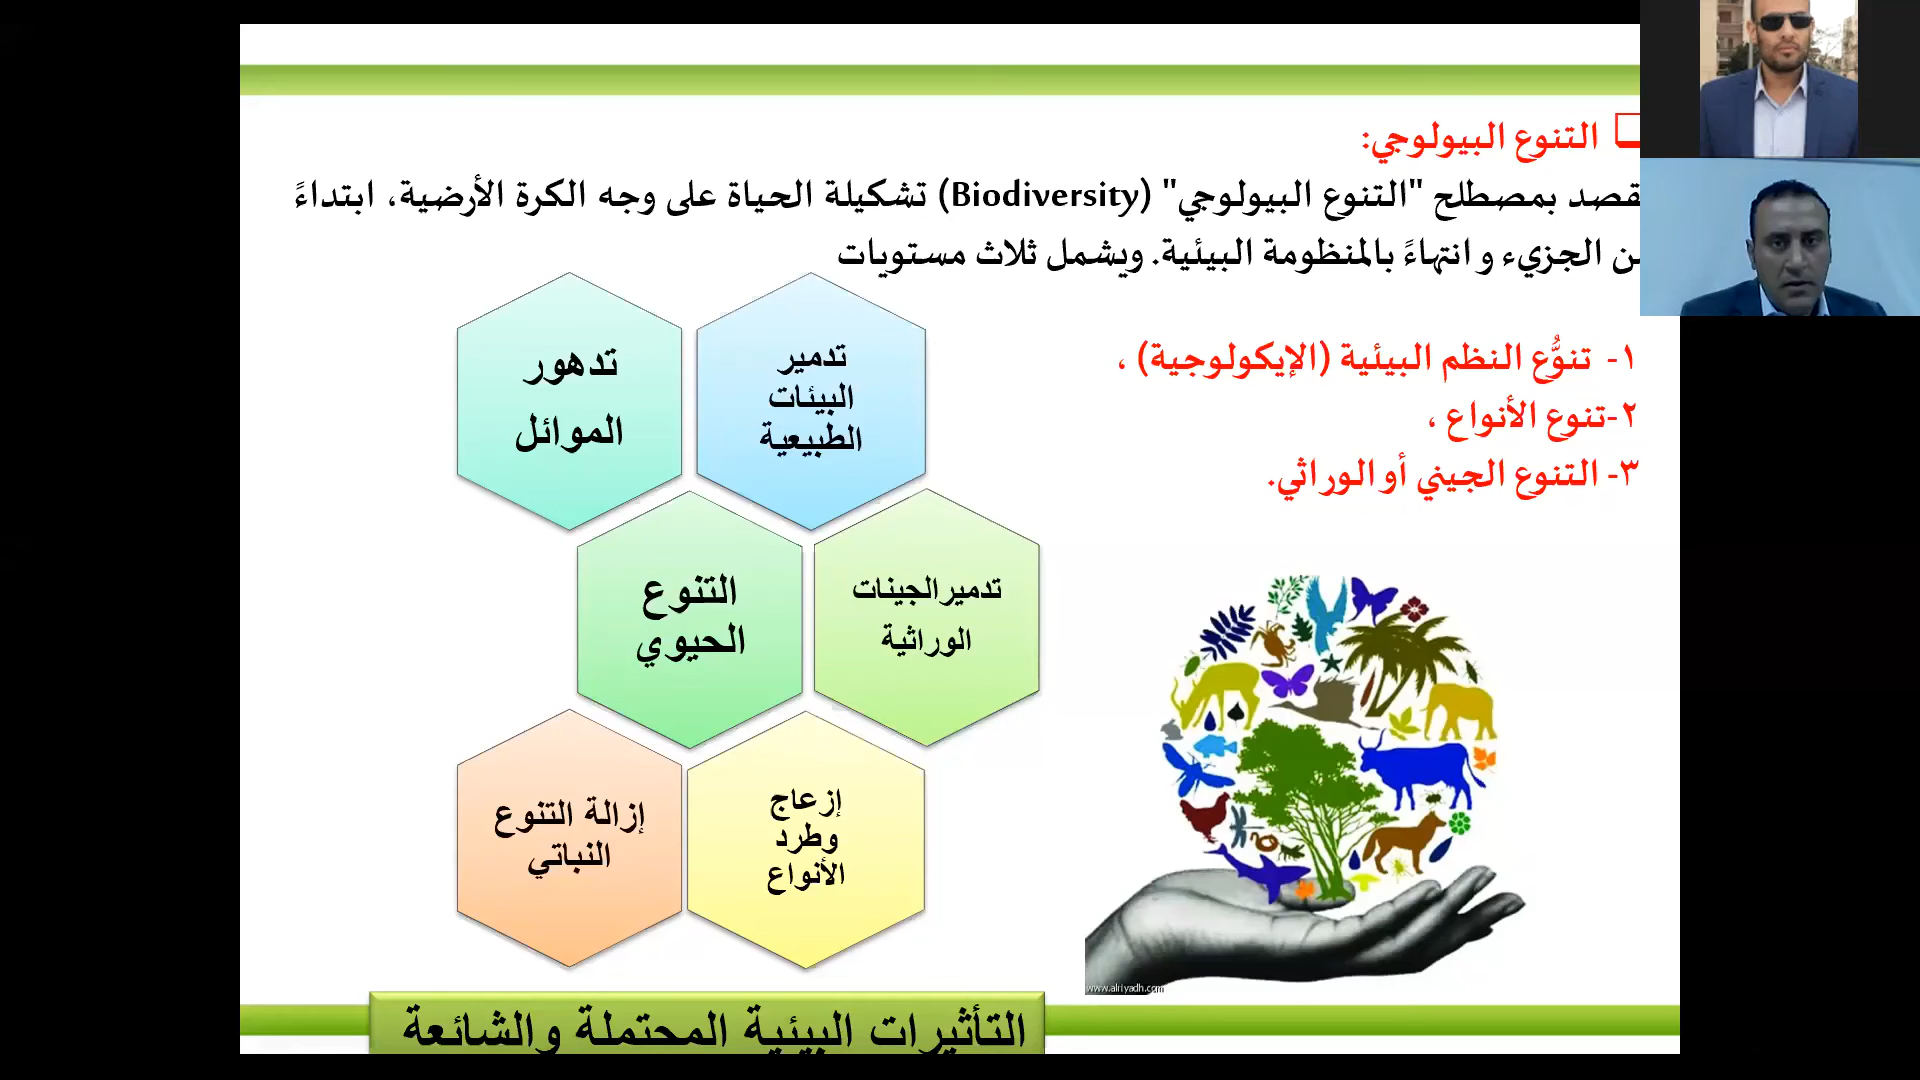 التنوع البيولوجي:
قصد بمصطلح "التنوع البيولوجي" (Biodiversity) تشكيلة الحياة على وجه الكرة الأرضية، ابتداءً
ن الجزيء و انتهاءً بالمنظومة البيئية. ويشمل ثلاث مستويات
١- تنوُّع النظم البيئية (الإيكولوجية) ،
٢-تنوع الأنواع ،
٣- التنوع الجيني أو الوراثي.
تدمير
البيئات
الطبيعية
تدهور
الموائل
تدميرالجينات
الوراثية
التنوع
الحيوي
إزعاج
وطرد
الأنواع
إزالة التنوع
النباتي
www.alriyadh.com
التأثيرات البيئية المحتملة والشائعة